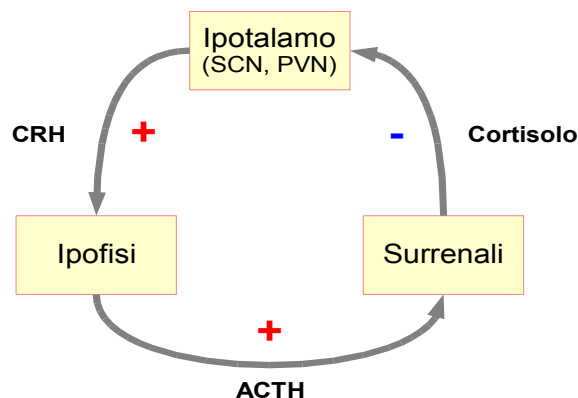 Ipotalamo
(SCN, PVN)
CRH
+
-
Cortisolo
Ipofisi
Surrenali
+
ACTH